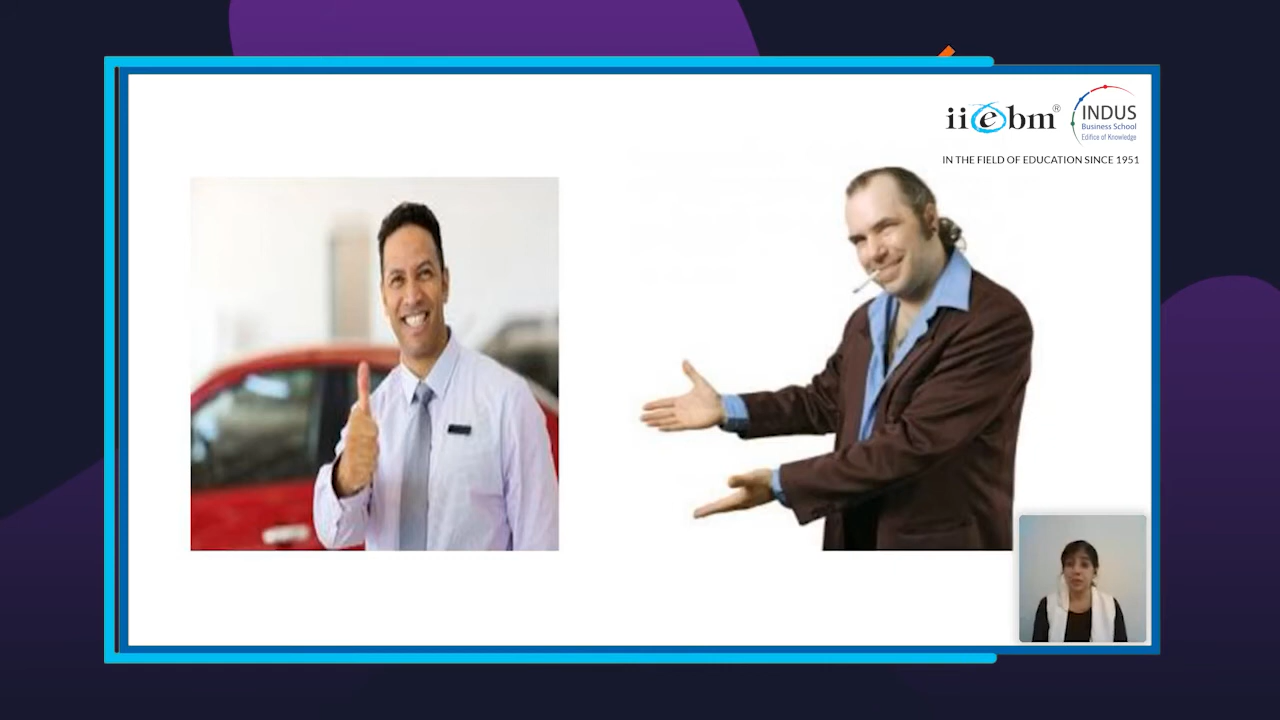 iiebm®
INDUS
Business School
Edifice of Knowledge
IN THE FIELD OF EDUCATION SINCE 1951